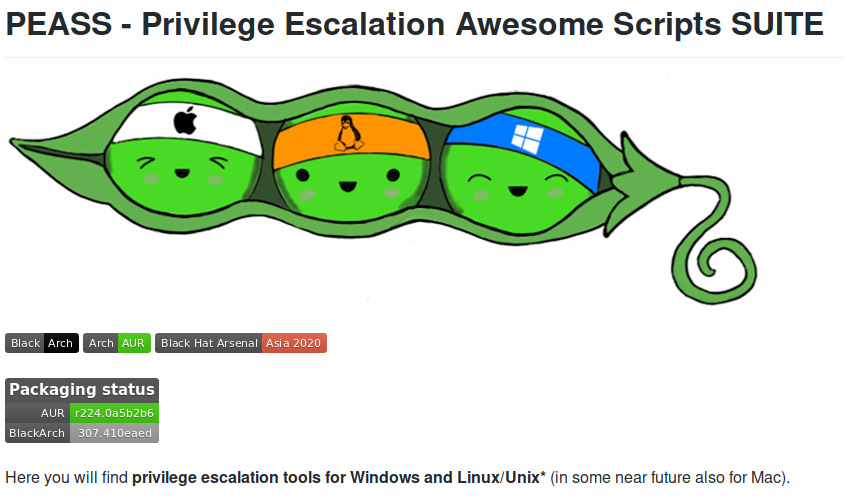 PEASS - Privilege Escalation Awesome Scripts SUITE
Black Arch Arch AUR Black Hat Arsenal Asia 2020
Packaging status
AUR r224.0a5b2b6
BlackArch 307.410eaed
Here you will find privilege escalation tools for Windows and Linux/Unix* (in some near future also for Mac).